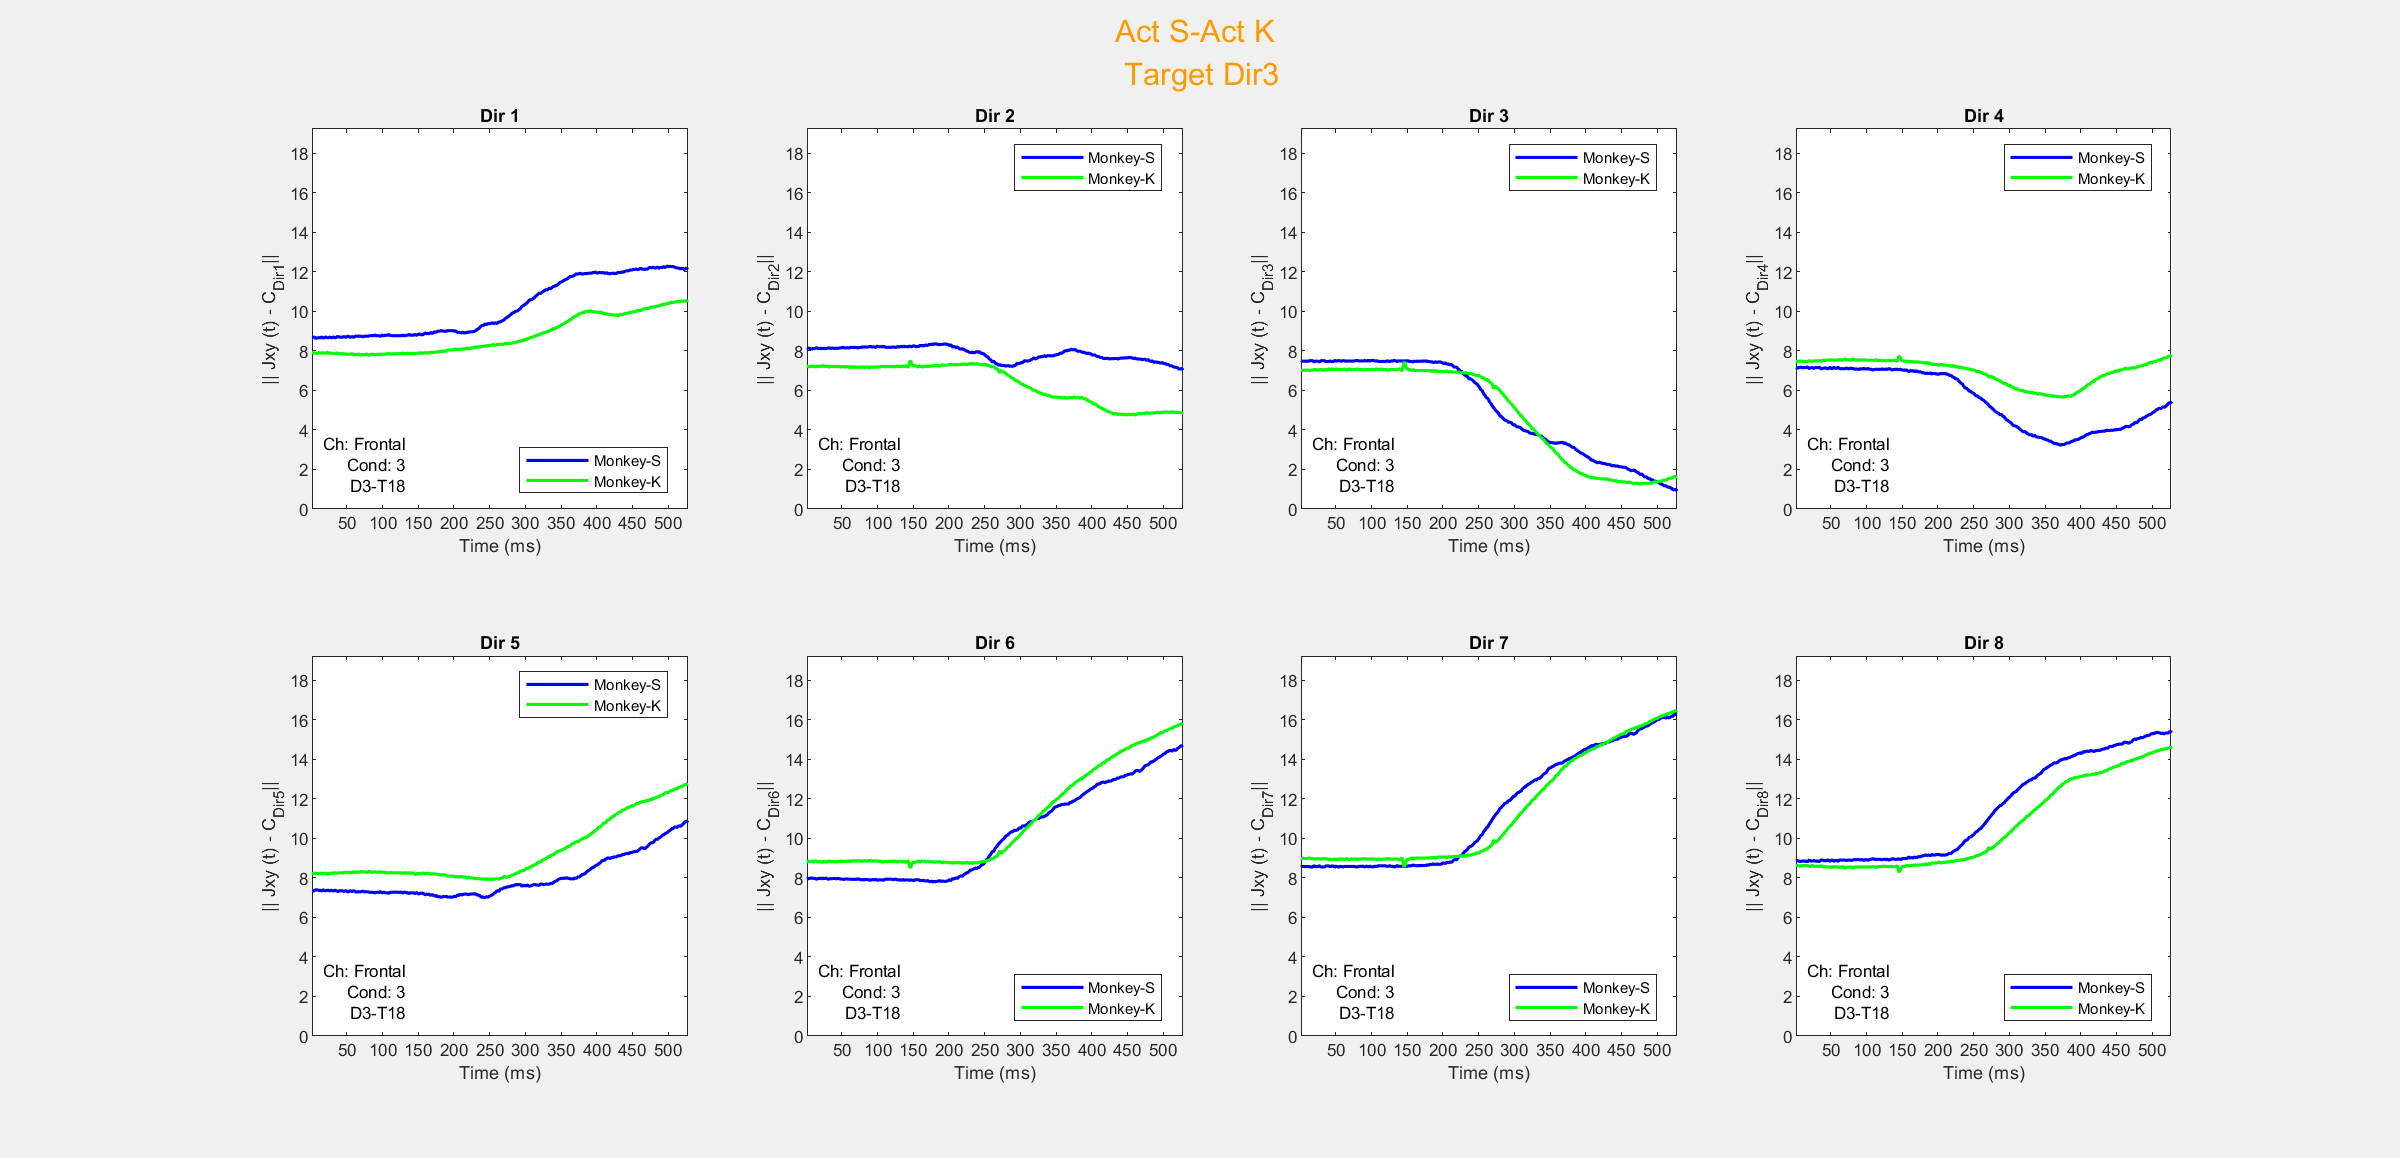 Act S-Act K
Target Dir3
Dir 1
18
16
14
12
10
8
6
4
2
0
|| Jxy (t) - C_Dir1||
Ch: Frontal
Cond: 3
D3-T18
Monkey-S
Monkey-K
50 100 150 200 250 300 350 400 450 500
Time (ms)
Dir 2
18
16
14
12
10
8
6
4
2
0
|| Jxy (t) - C_Dir2||
Monkey-S
Monkey-K
Ch: Frontal
Cond: 3
D3-T18
50 100 150 200 250 300 350 400 450 500
Time (ms)
Dir 3
18
16
14
12
10
8
6
4
2
0
|| Jxy (t) - C_Dir3||
Monkey-S
Monkey-K
Ch: Frontal
Cond: 3
D3-T18
50 100 150 200 250 300 350 400 450 500
Time (ms)
Dir 4
18
16
14
12
10
8
6
4
2
0
|| Jxy (t) - C_Dir4||
Monkey-S
Monkey-K
Ch: Frontal
Cond: 3
D3-T18
50 100 150 200 250 300 350 400 450 500
Time (ms)
Dir 5
18
16
14
12
10
8
6
4
2
0
|| Jxy (t) - C_Dir5||
Monkey-S
Monkey-K
Ch: Frontal
Cond: 3
D3-T18
50 100 150 200 250 300 350 400 450 500
Time (ms)
Dir 6
18
16
14
12
10
8
6
4
2
0
|| Jxy (t) - C_Dir6||
Ch: Frontal
Cond: 3
D3-T18
Monkey-S
Monkey-K
50 100 150 200 250 300 350 400 450 500
Time (ms)
Dir 7
18
16
14
12
10
8
6
4
2
0
|| Jxy (t) - C_Dir7||
Ch: Frontal
Cond: 3
D3-T18
Monkey-S
Monkey-K
50 100 150 200 250 300 350 400 450 500
Time (ms)
Dir 8
18
16
14
12
10
8
6
4
2
0
|| Jxy (t) - C_Dir8||
Ch: Frontal
Cond: 3
D3-T18
Monkey-S
Monkey-K
50 100 150 200 250 300 350 400 450 500
Time (ms)